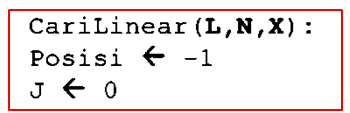 CariLinear(L,N,X):
Posisi ← -1
J ← 0